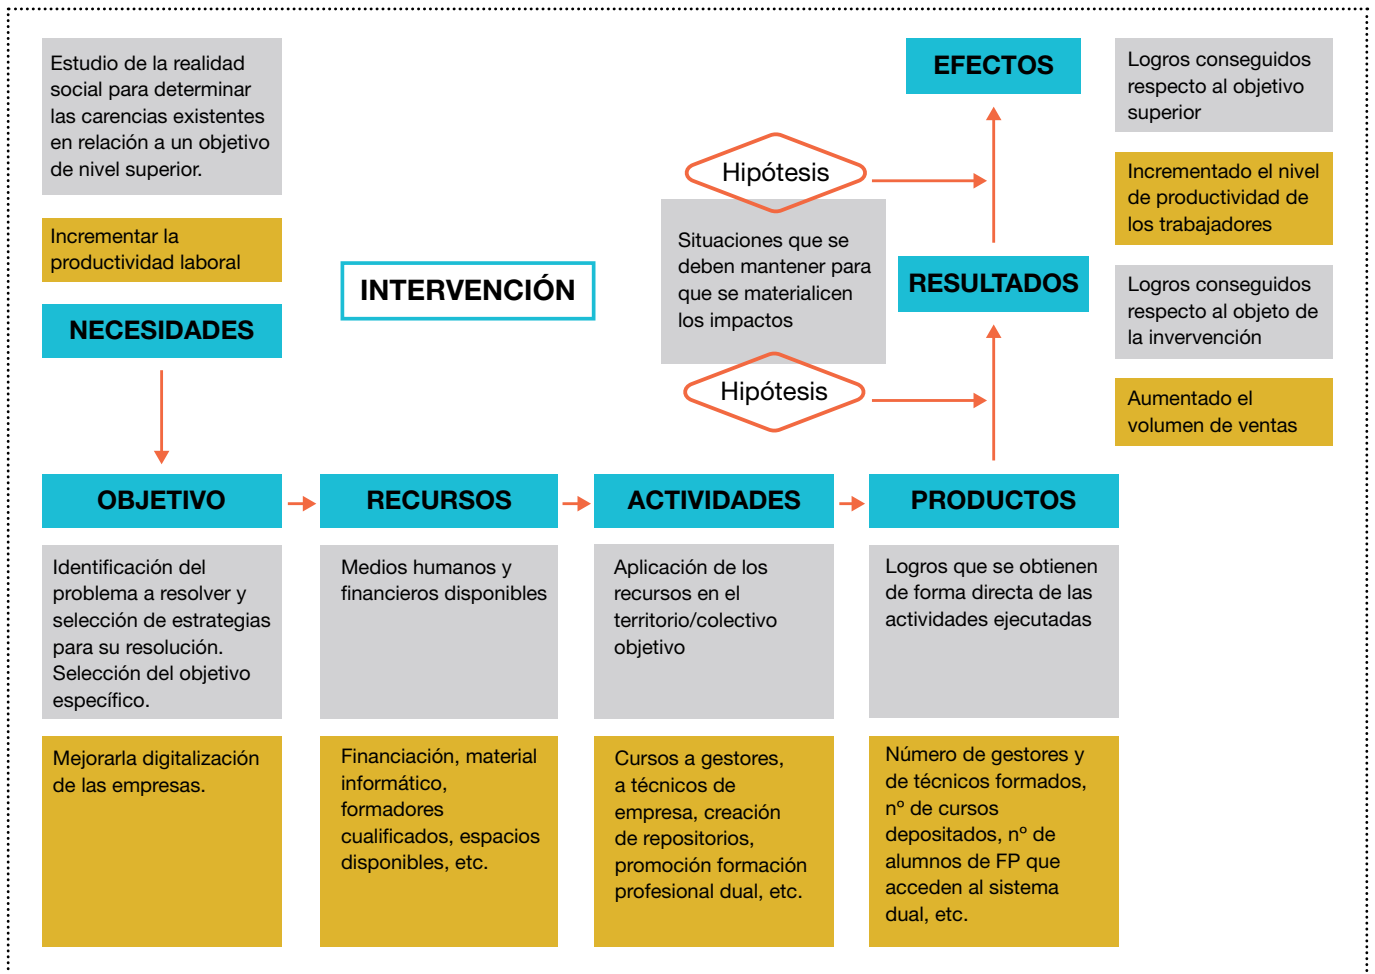 Estudio de la realidad
social para determinar
las carencias existentes
en relación a un objetivo
de nivel superior.
Incrementar la
productividad laboral
NECESIDADES
INTERVENCIÓN
EFECTOS
Logros conseguidos
respecto al objetivo
superior
Hipótesis
Incrementado el nivel
de productividad de
los trabajadores
Situaciones que se
deben mantener para
que se materialicen
los impactos
RESULTADOS
Logros conseguidos
respecto al objeto de
la invervención
Hipótesis
Aumentado el
volumen de ventas
OBJETIVO
RECURSOS
ACTIVIDADES
PRODUCTOS
Identificación del
problema a resolver y
selección de estrategias
para su resolución.
Selección del objetivo
específico.
Medios humanos y
financieros disponibles
Aplicación de los
recursos en el
territorio/colectivo
objetivo
Logros que se obtienen
de forma directa de las
actividades ejecutadas
Mejorarla digitalización
de las empresas.
Financiación, material
informático,
formadores
cualificados, espacios
disponibles, etc.
Cursos a gestores,
a técnicos de
empresa, creación
de repositorios,
promoción formación
profesional dual, etc.
Número de gestores y
de técnicos formados,
nº de cursos
depositados, nº de
alumnos de FP que
acceden al sistema
dual, etc.